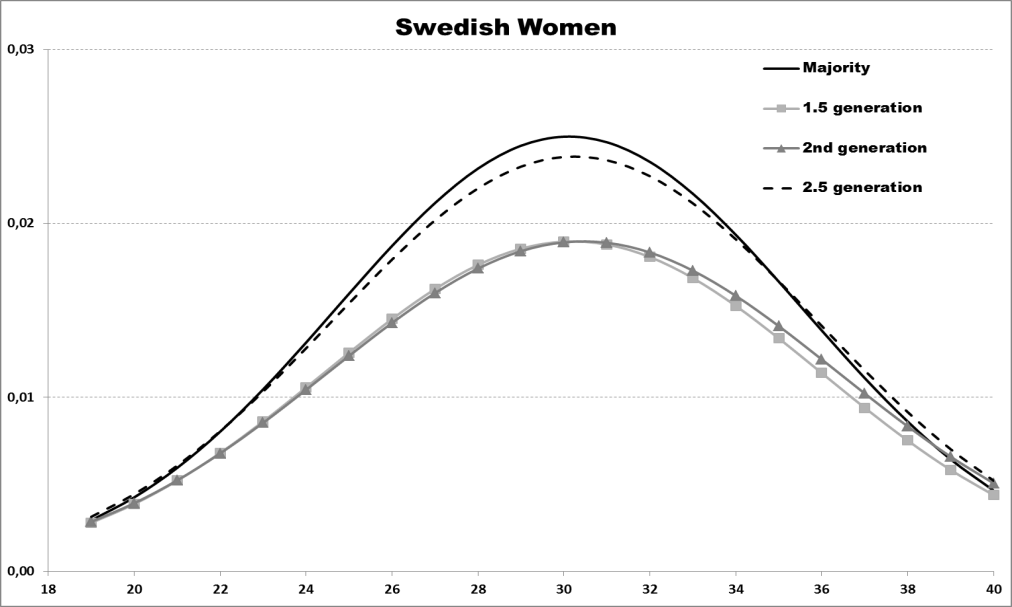 Swedish Women
0,03
Majority
1.5 generation
2nd generation
2.5 generation
0,02
0,01
0,00
18 20 22 24 26 28 30 32 34 36 38 40